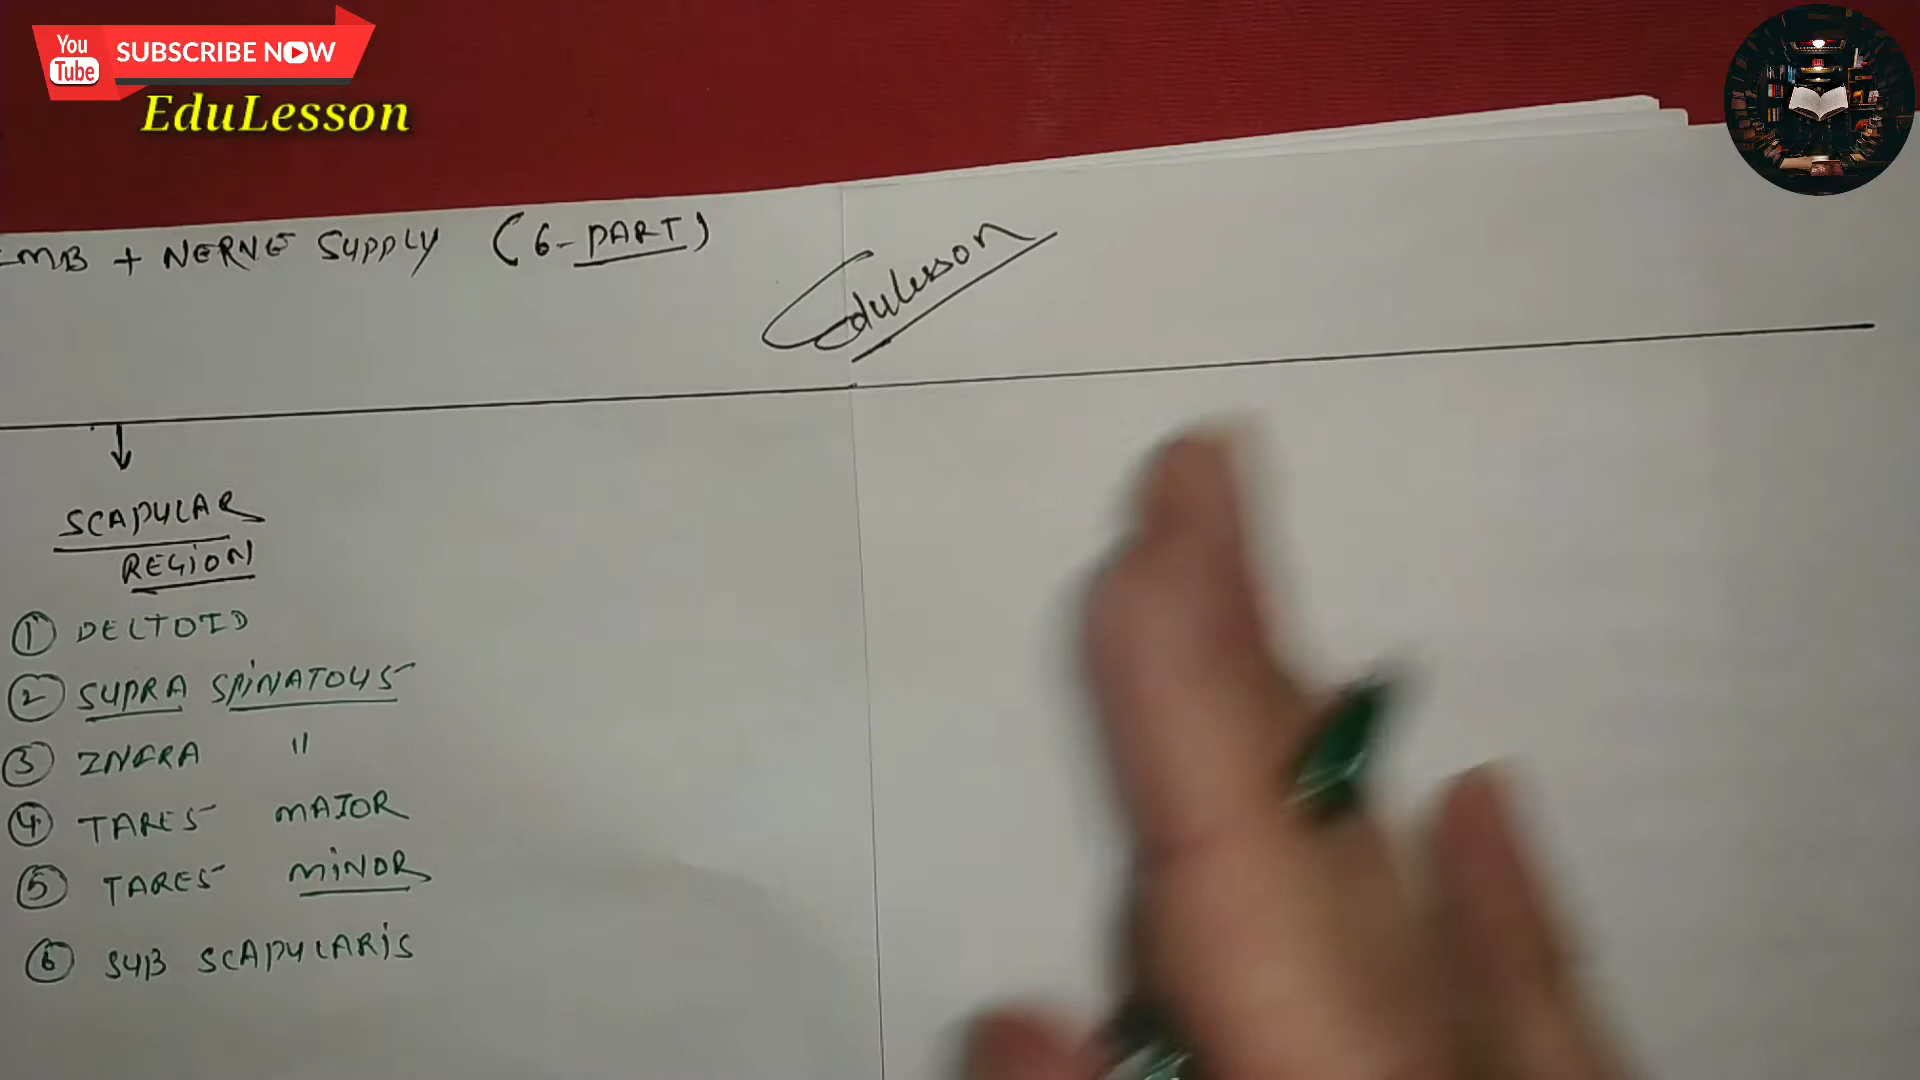 You
Tube
SUBSCRIBE NOW
EduLesson
IMB + NERVE SUPPLY (6-PART)
EduLesson
SCAPULAR
REGION
① DELTOID
② SUPRA SPINATOUS
③ INFRA "
④ TARES MAJOR
⑤ TARES MINOR
⑥ SUB SCAPULARIS